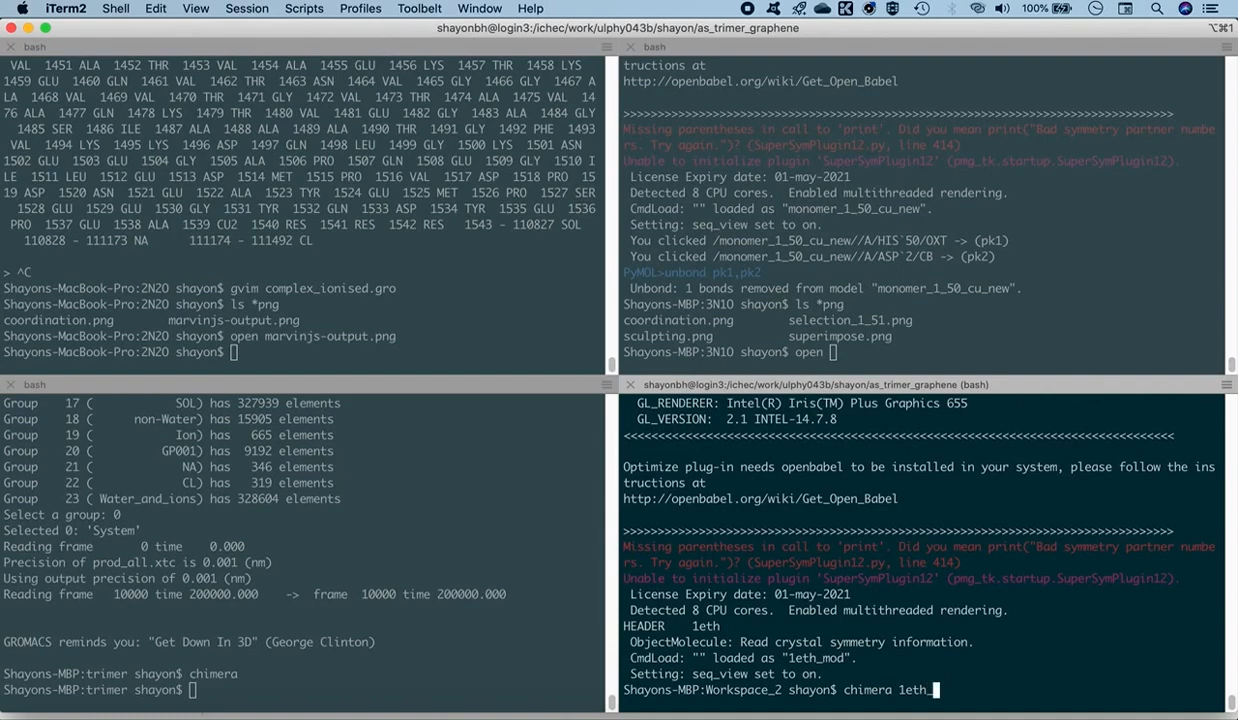 iTerm2 Shell Edit View Session Scripts Profiles Toolbelt Window Help 100%
shayonbh@login3:/ichec/work/ulphy043b/shayon/as_trimer_graphene ⌥⌘1
bash
VAL 1451 ALA 1452 THR 1453 VAL 1454 ALA 1455 GLU 1456 LYS 1457 THR 1458 LYS
1459 GLU 1460 GLN 1461 VAL 1462 THR 1463 ASN 1464 VAL 1465 GLY 1466 GLY 1467 A
LA 1468 VAL 1469 VAL 1470 THR 1471 GLY 1472 VAL 1473 THR 1474 ALA 1475 VAL 14
76 ALA 1477 GLN 1478 LYS 1479 THR 1480 VAL 1481 GLU 1482 GLY 1483 ALA 1484 GLY
1485 SER 1486 ILE 1487 ALA 1488 ALA 1489 ALA 1490 THR 1491 GLY 1492 PHE 1493
VAL 1494 LYS 1495 LYS 1496 ASP 1497 GLN 1498 LEU 1499 GLY 1500 LYS 1501 ASN
1502 GLU 1503 GLU 1504 GLY 1505 ALA 1506 PRO 1507 GLN 1508 GLU 1509 GLY 1510 I
LE 1511 LEU 1512 GLU 1513 ASP 1514 MET 1515 PRO 1516 VAL 1517 ASP 1518 PRO 15
19 ASP 1520 ASN 1521 GLU 1522 ALA 1523 TYR 1524 GLU 1525 MET 1526 PRO 1527 SER
1528 GLU 1529 GLU 1530 GLY 1531 TYR 1532 GLN 1533 ASP 1534 TYR 1535 GLU 1536
PRO 1537 GLU 1538 ALA 1539 CU2 1540 RES 1541 RES 1542 RES 1543 - 110827 SOL
110828 - 111173 NA 111174 - 111492 CL
> ^C
Shayons-MacBook-Pro:2N2O shayon$ gvim complex_ionised.gro
Shayons-MacBook-Pro:2N2O shayon$ ls *png
coordination.png marvinjs-output.png
Shayons-MacBook-Pro:2N2O shayon$ open marvinjs-output.png
Shayons-MacBook-Pro:2N2O shayon$
bash
tructions at
http://openbabel.org/wiki/Get_Open_Babel
>>>>>>>>>>>>>>>>>>>>>>>>>>>>>>>>>>>>>>>>>>>>>>>>>>>>>>>>>>>>>>>>>>>>>>>>>
Missing parentheses in call to 'print'. Did you mean print("Bad symmetry partner numbe
rs. Try again.")? (SuperSymPlugin12.py, line 414)
Unable to initialize plugin 'SuperSymPlugin12' (pmg_tk.startup.SuperSymPlugin12).
License Expiry date: 01-may-2021
Detected 8 CPU cores. Enabled multithreaded rendering.
CmdLoad: "" loaded as "monomer_1_50_cu_new".
Setting: seq_view set to on.
You clicked /monomer_1_50_cu_new//A/HIS`50/OXT -> (pk1)
You clicked /monomer_1_50_cu_new//A/ASP`2/CB -> (pk2)
PyMOL>unbond pk1,pk2
Unbond: 1 bonds removed from model "monomer_1_50_cu_new".
Shayons-MBP:3N1O shayon$ ls *png
coordination.png selection_1_51.png
sculpting.png superimpose.png
Shayons-MBP:3N1O shayon$ open
bash
Group 17 ( SOL) has 327939 elements
Group 18 ( non-Water) has 15905 elements
Group 19 ( Ion) has 665 elements
Group 20 ( GP001) has 9192 elements
Group 21 ( NA) has 346 elements
Group 22 ( CL) has 319 elements
Group 23 ( Water_and_ions) has 328604 elements
Select a group: 0
Selected 0: 'System'
Reading frame 0 time 0.000
Precision of prod_all.xtc is 0.001 (nm)
Using output precision of 0.001 (nm)
Reading frame 10000 time 200000.000 -> frame 10000 time 200000.000
GROMACS reminds you: "Get Down In 3D" (George Clinton)
Shayons-MBP:trimer shayon$ chimera
Shayons-MBP:trimer shayon$
shayonbh@login3:/ichec/work/ulphy043b/shayon/as_trimer_graphene (bash)
GL_RENDERER: Intel(R) Iris(TM) Plus Graphics 655
GL_VERSION: 2.1 INTEL-14.7.8
<<<<<<<<<<<<<<<<<<<<<<<<<<<<<<<<<<<<<<<<<<<<<<<<<<<<<<<<<<<<<<<<<<<<<<<<<
Optimize plug-in needs openbabel to be installed in your system, please follow the ins
tructions at
http://openbabel.org/wiki/Get_Open_Babel
>>>>>>>>>>>>>>>>>>>>>>>>>>>>>>>>>>>>>>>>>>>>>>>>>>>>>>>>>>>>>>>>>>>>>>>>>
Missing parentheses in call to 'print'. Did you mean print("Bad symmetry partner numbe
rs. Try again.")? (SuperSymPlugin12.py, line 414)
Unable to initialize plugin 'SuperSymPlugin12' (pmg_tk.startup.SuperSymPlugin12).
License Expiry date: 01-may-2021
Detected 8 CPU cores. Enabled multithreaded rendering.
HEADER 1eth
ObjectMolecule: Read crystal symmetry information.
CmdLoad: "" loaded as "1eth_mod".
Setting: seq_view set to on.
Shayons-MBP:Workspace_2 shayon$ chimera 1eth_